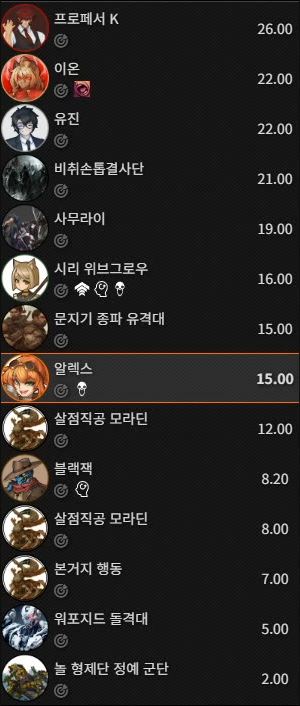 프로페서 K
26.00
이온
22.00
유진
22.00
비취손톱결사단
21.00
사무라이
19.00
시리 위브그로우
16.00
문지기 종파 유격대
15.00
알렉스
15.00
살점직공 모라딘
12.00
블랙잭
8.20
살점직공 모라딘
8.00
본거지 행동
7.00
워포지드 돌격대
5.00
놀 형제단 정예 군단
2.00